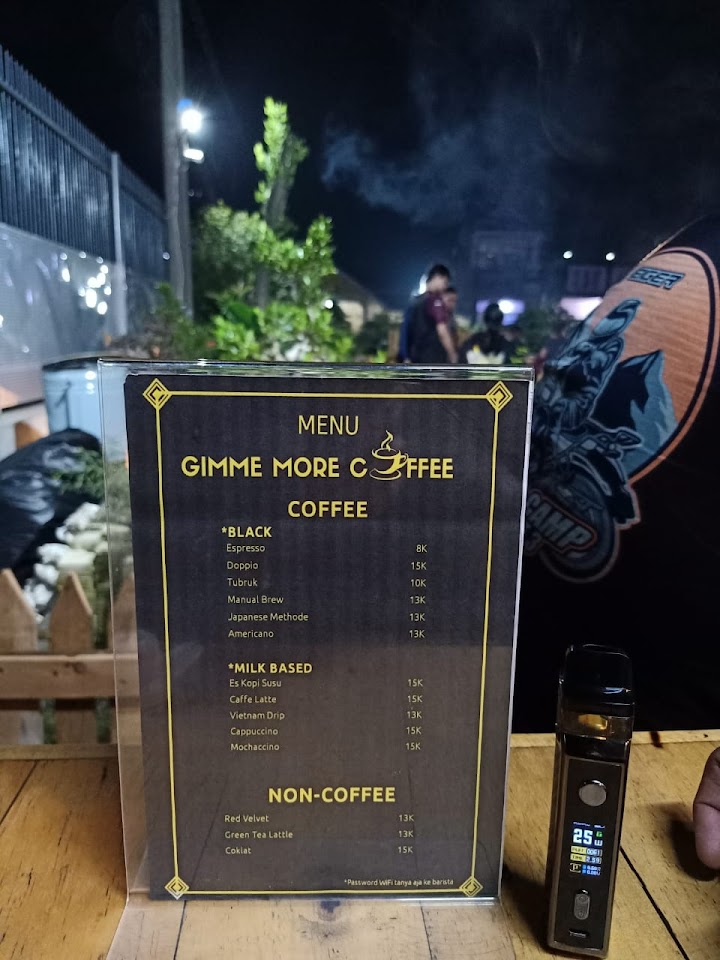 EGER
CAMP
MENU
GIMME MORE COFFEE
COFFEE
*BLACK
Espresso 8K
Doppio 15K
Tubruk 10K
Manual Brew 13K
Japanese Methode 13K
Americano 13K
*MILK BASED
Es Kopi Susu 15K
Caffe Latte 15K
Vietnam Drip 13K
Cappuccino 15K
Mochaccino 15K
NON-COFFEE
Red Velvet 13K
Green Tea Lattle 13K
Coklat 15K
*Password WiFi tanya aja ke barista
25 W